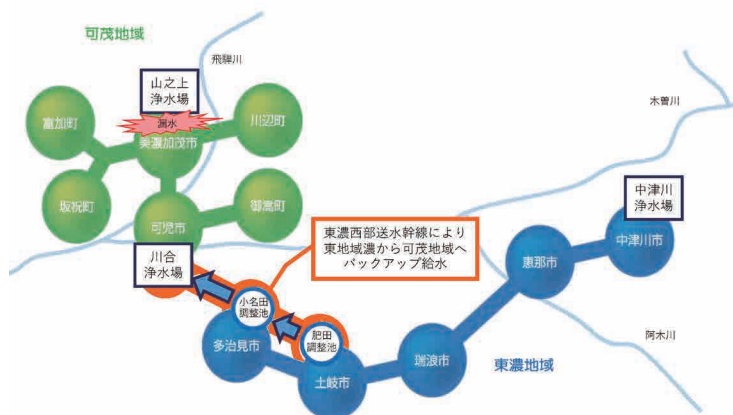 可茂地域
飛騨川
山之上
浄水場
漏水
富加町
川辺町
美濃加茂市
木曽川
坂祝町
御嵩町
可児市
中津川
浄水場
東濃西部送水幹線により
東地域濃から可茂地域へ
バックアップ給水
中津川市
川合
浄水場
恵那市
小名田
調整池
肥田
調整池
阿木川
多治見市
瑞浪市
東濃地域
土岐市